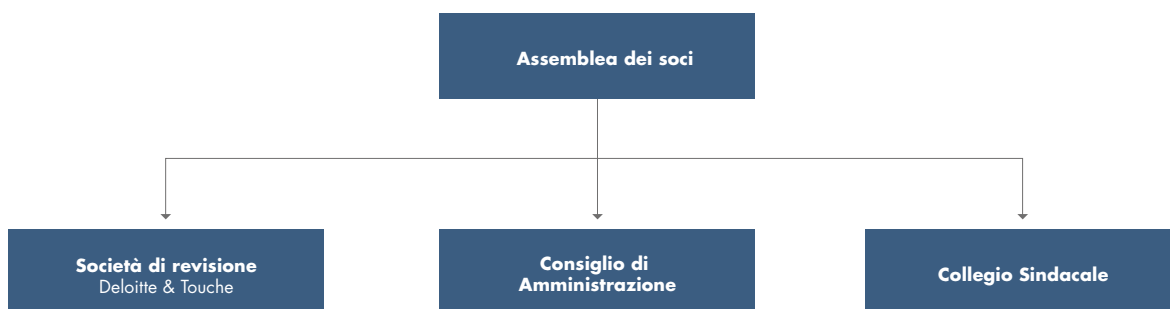 Assemblea dei soci
Società di revisione
Deloitte & Touche
Consiglio di
Amministrazione
Collegio Sindacale